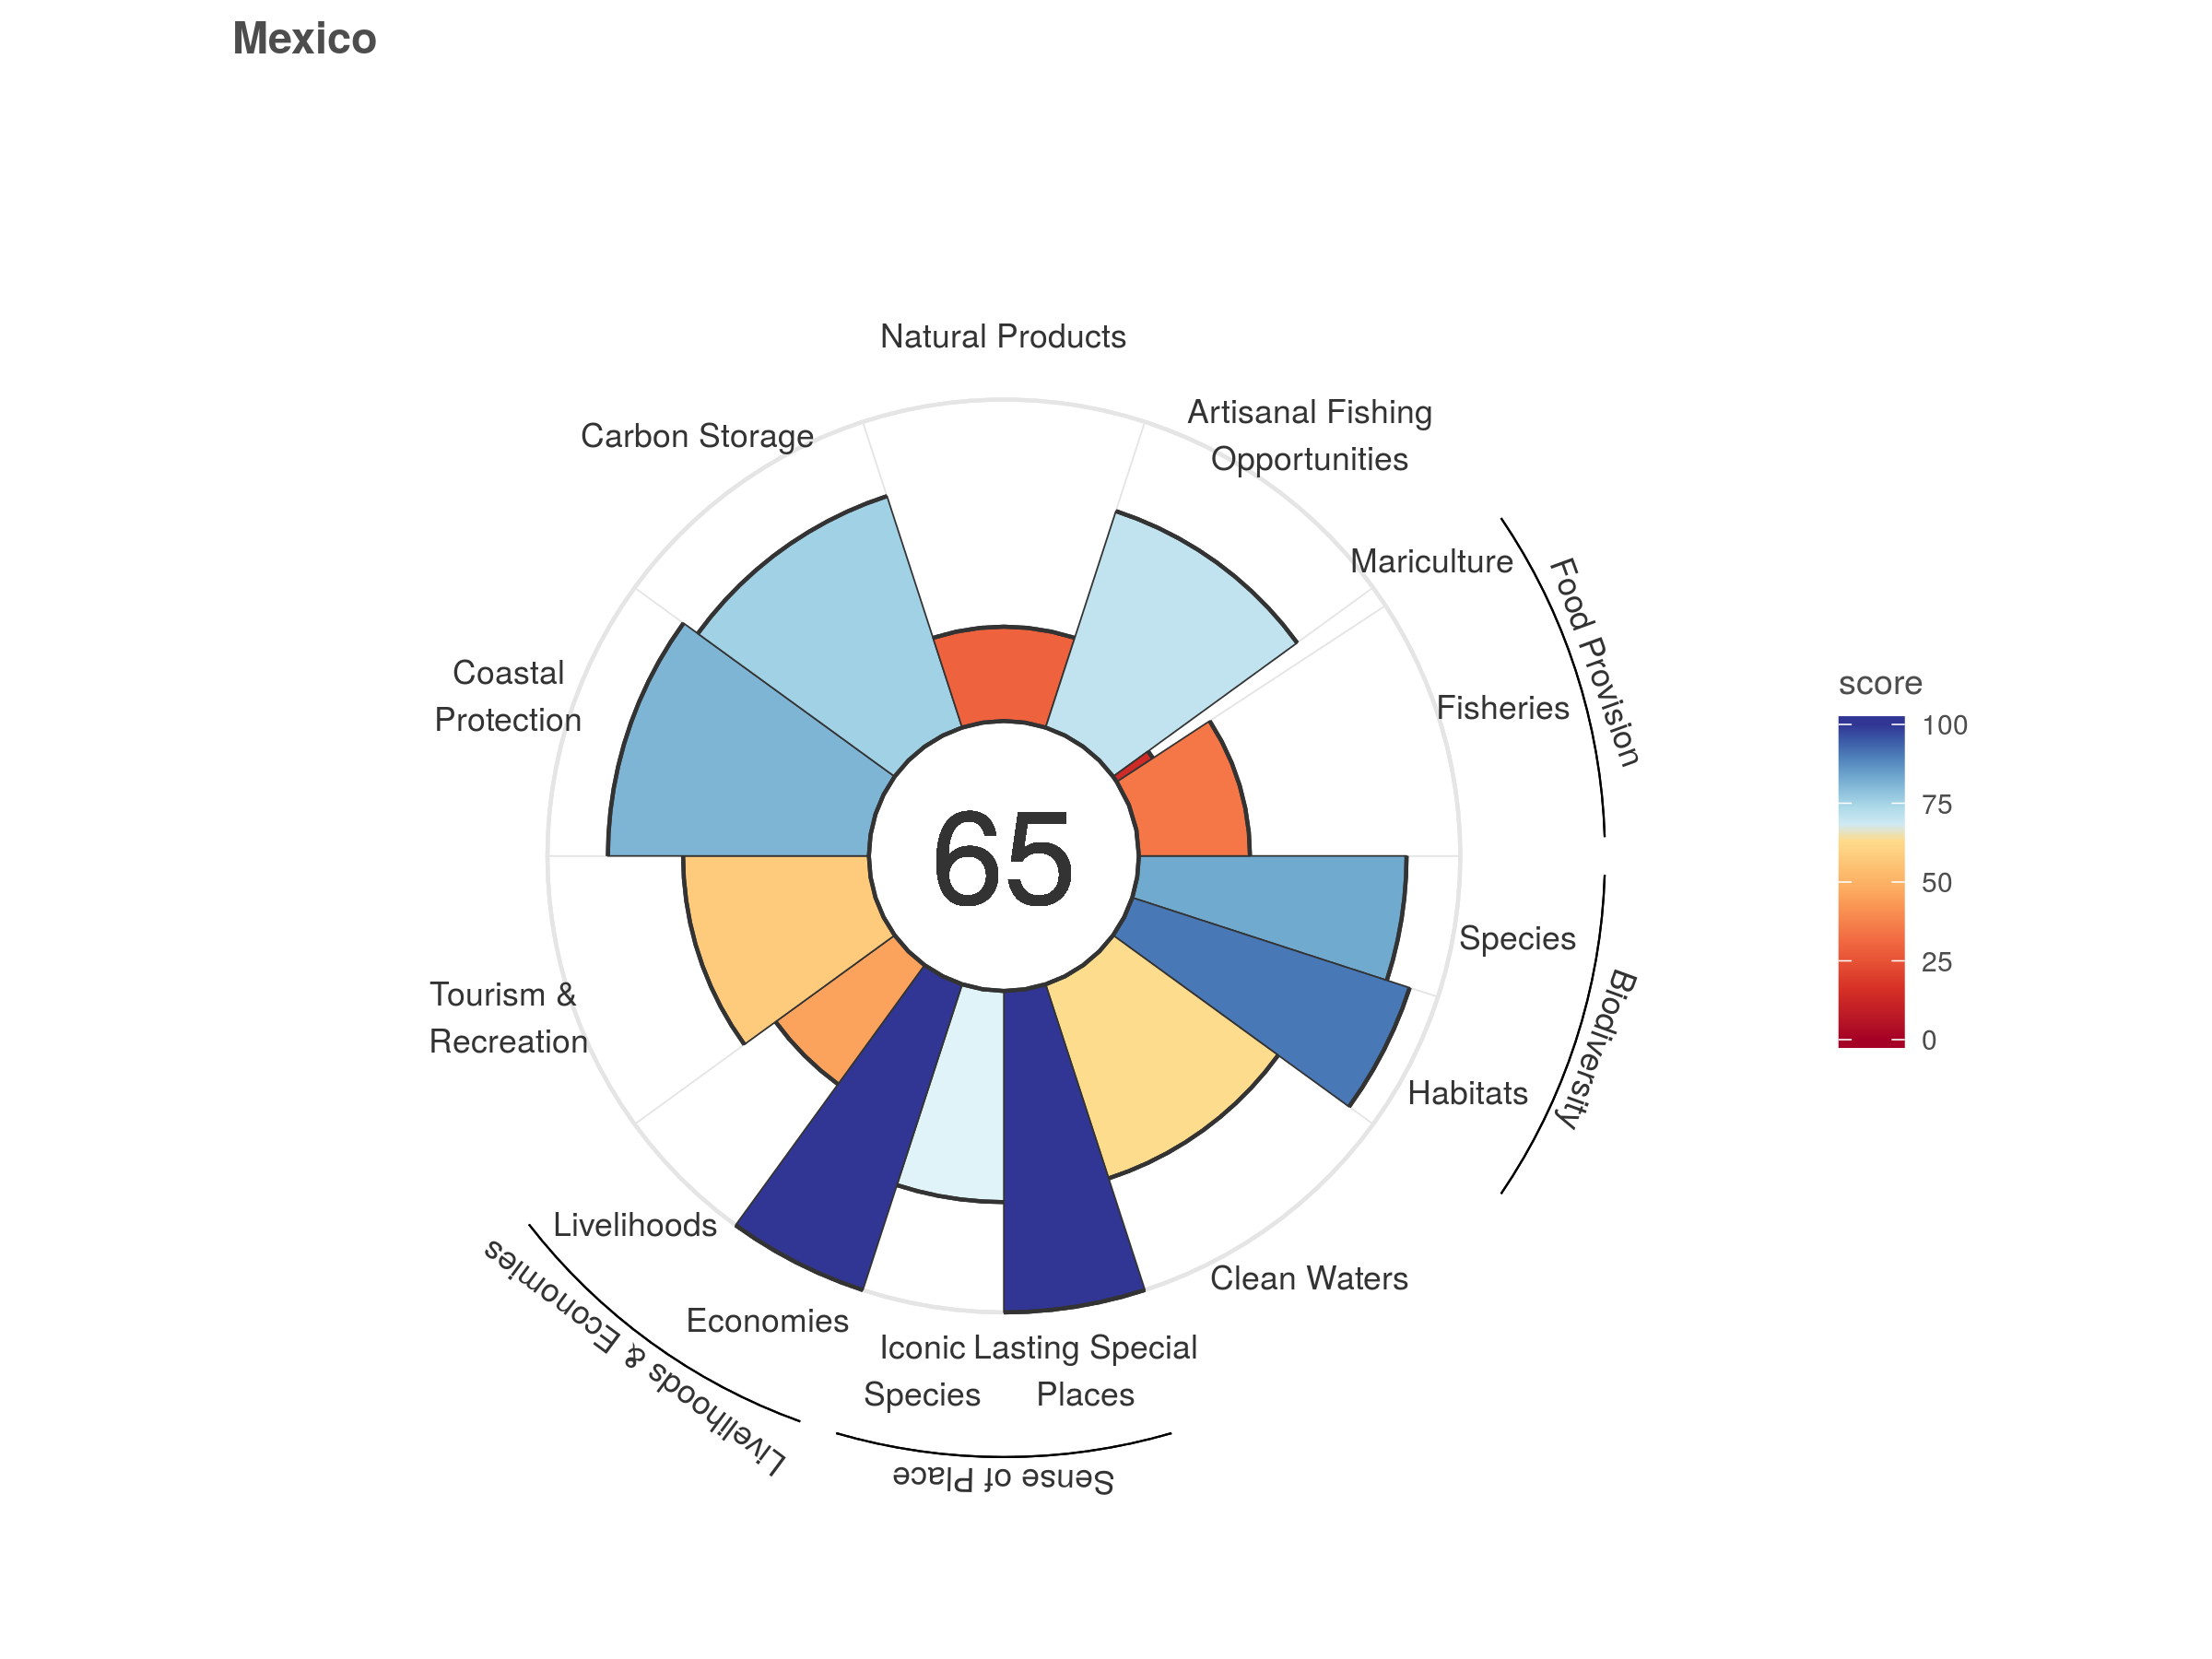 Mexico
Natural Products
Artisanal Fishing
Opportunities
Carbon Storage
Mariculture
Food Provision
Fisheries
Coastal
Protection
65
score
100
75
50
25
0
Species
Biodiversity
Habitats
Tourism &
Recreation
Livelihoods
Livelihoods & Economies
Economies
Clean Waters
Iconic
Species
Lasting Special
Places
Sense of Place